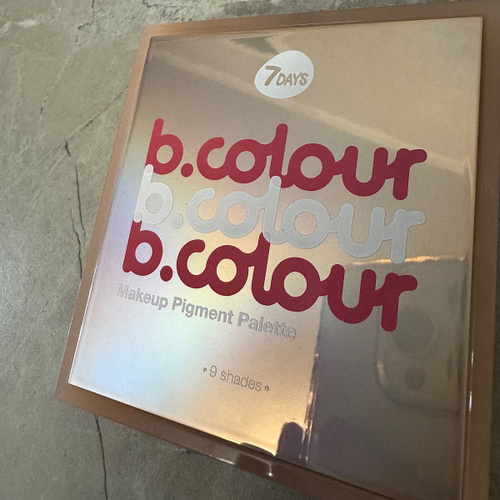 7DAYS
b.colour
b.colour
b.colour
Makeup Pigment Palette
• 9 shades •